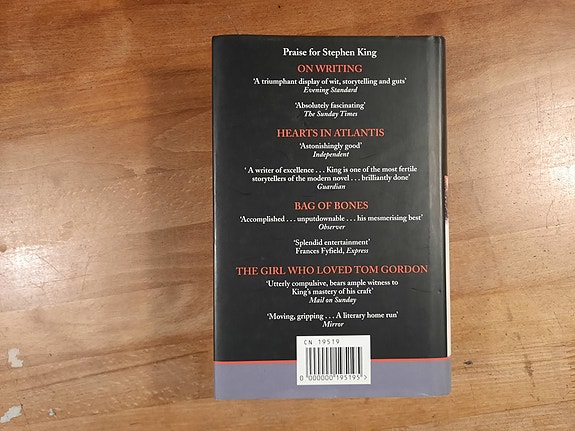 Praise for Stephen King
ON WRITING
‘A triumphant display of wit, storytelling and guts’
Evening Standard
‘Absolutely fascinating’
The Sunday Times
HEARTS IN ATLANTIS
‘Astonishingly good’
Independent
‘ A writer of excellence . . . King is one of the most fertile
storytellers of the modern novel . . . brilliantly done’
Guardian
BAG OF BONES
‘Accomplished . . . unputdownable . . . his mesmerising best’
Observer
‘Splendid entertainment’
Frances Fyfield, Express
THE GIRL WHO LOVED TOM GORDON
‘Utterly compulsive, bears ample witness to
King’s mastery of his craft’
Mail on Sunday
‘Moving, gripping . . . A literary home run’
Mirror
CN 19519
0 000000 195195 >